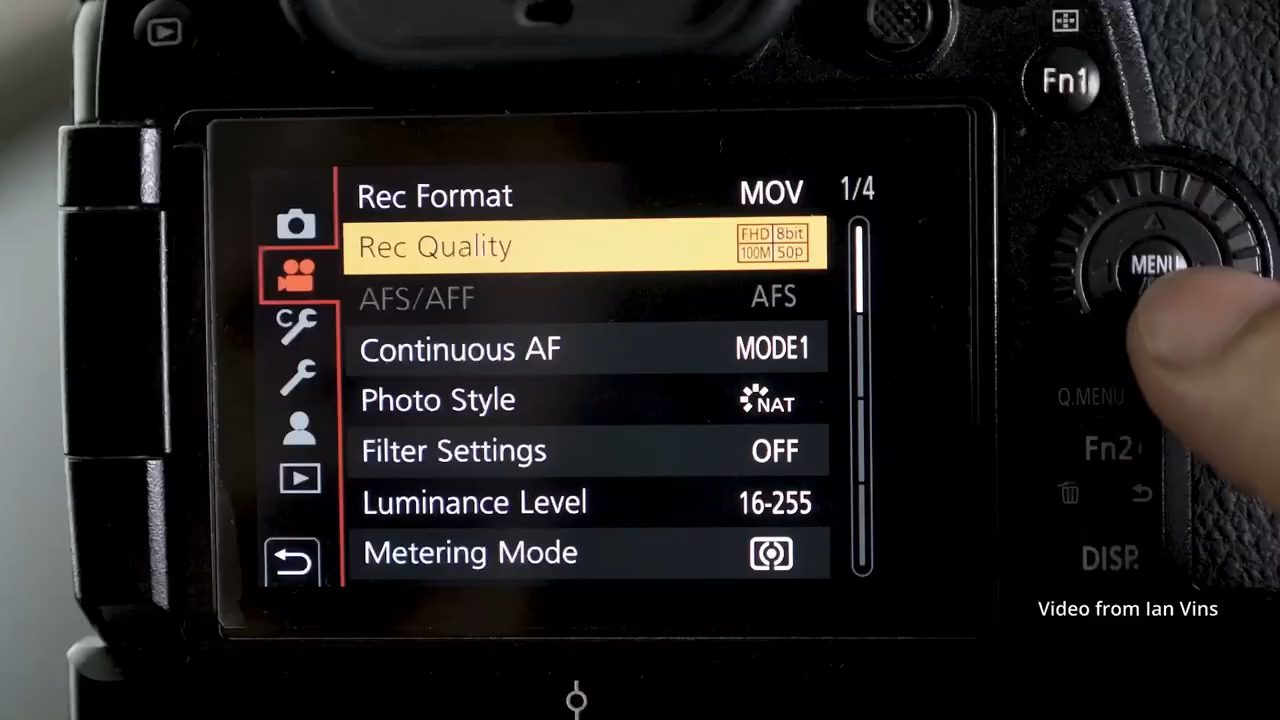 Fn1
Rec Format MOV 1/4
Rec Quality FHD 8bit 100M 50p
AFS/AFF AFS
MENU
C
Continuous AF MODE1
Photo Style NAT
Q.MENU
Filter Settings OFF
Fn2
Luminance Level 16-255
Metering Mode
DISP.
Video from Ian Vins